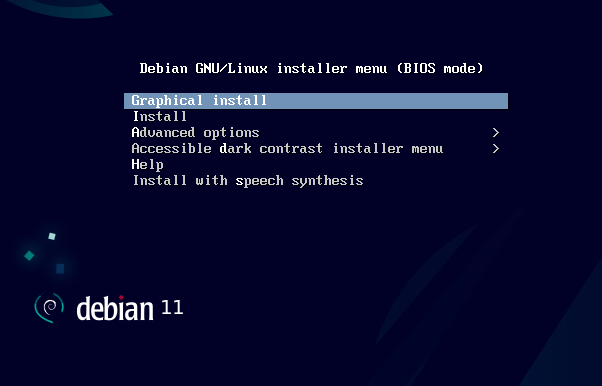 Debian GNU/Linux installer menu (BIOS mode)
Graphical install
Install
Advanced options >
Accessible dark contrast installer menu >
Help
Install with speech synthesis
debian 11